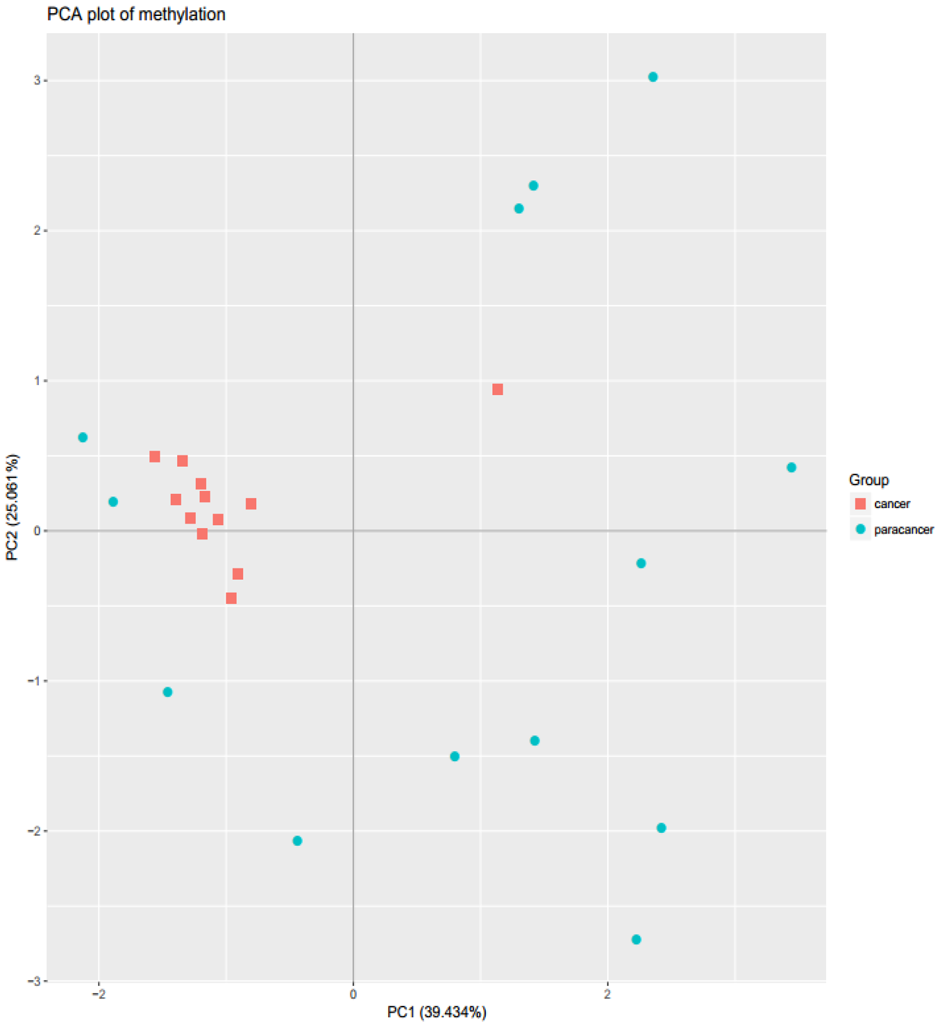 PCA plot of methylation
3
2
1
0
−1
−2
−3
PC2 (25.061%)
−2
0
2
PC1 (39.434%)
Group
cancer
paracancer